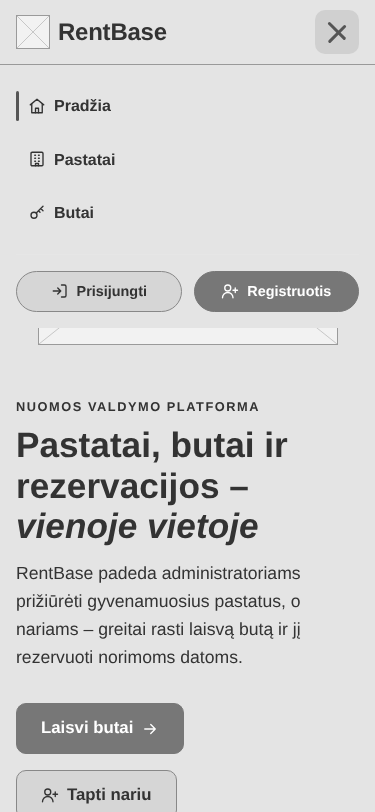 RentBase
Pradžia
Pastatai
Butai
Prisijungti
Registruotis
NUOMOS VALDYMO PLATFORMA
Pastatai, butai ir
rezervacijos –
vienoje vietoje
RentBase padeda administratoriams
prižiūrėti gyvenamuosius pastatus, o
nariams – greitai rasti laisvą butą ir jį
rezervuoti norimoms datoms.
Laisvi butai
Tapti nariu